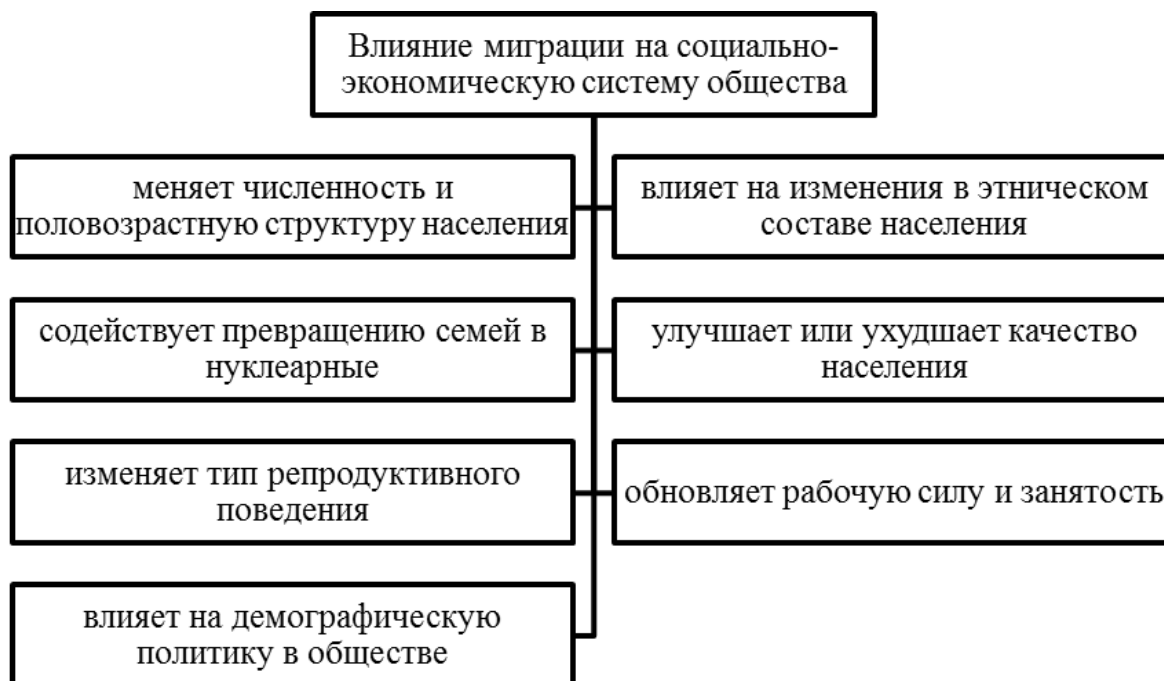 Влияние миграции на социально-
экономическую систему общества
меняет численность и
половозрастную структуру населения
влияет на изменения в этническом
составе населения
содействует превращению семей в
нуклеарные
улучшает или ухудшает качество
населения
изменяет тип репродуктивного
поведения
обновляет рабочую силу и занятость
влияет на демографическую
политику в обществе